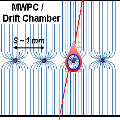 MWPC /
Drift Chamber
S ~ 1 mm